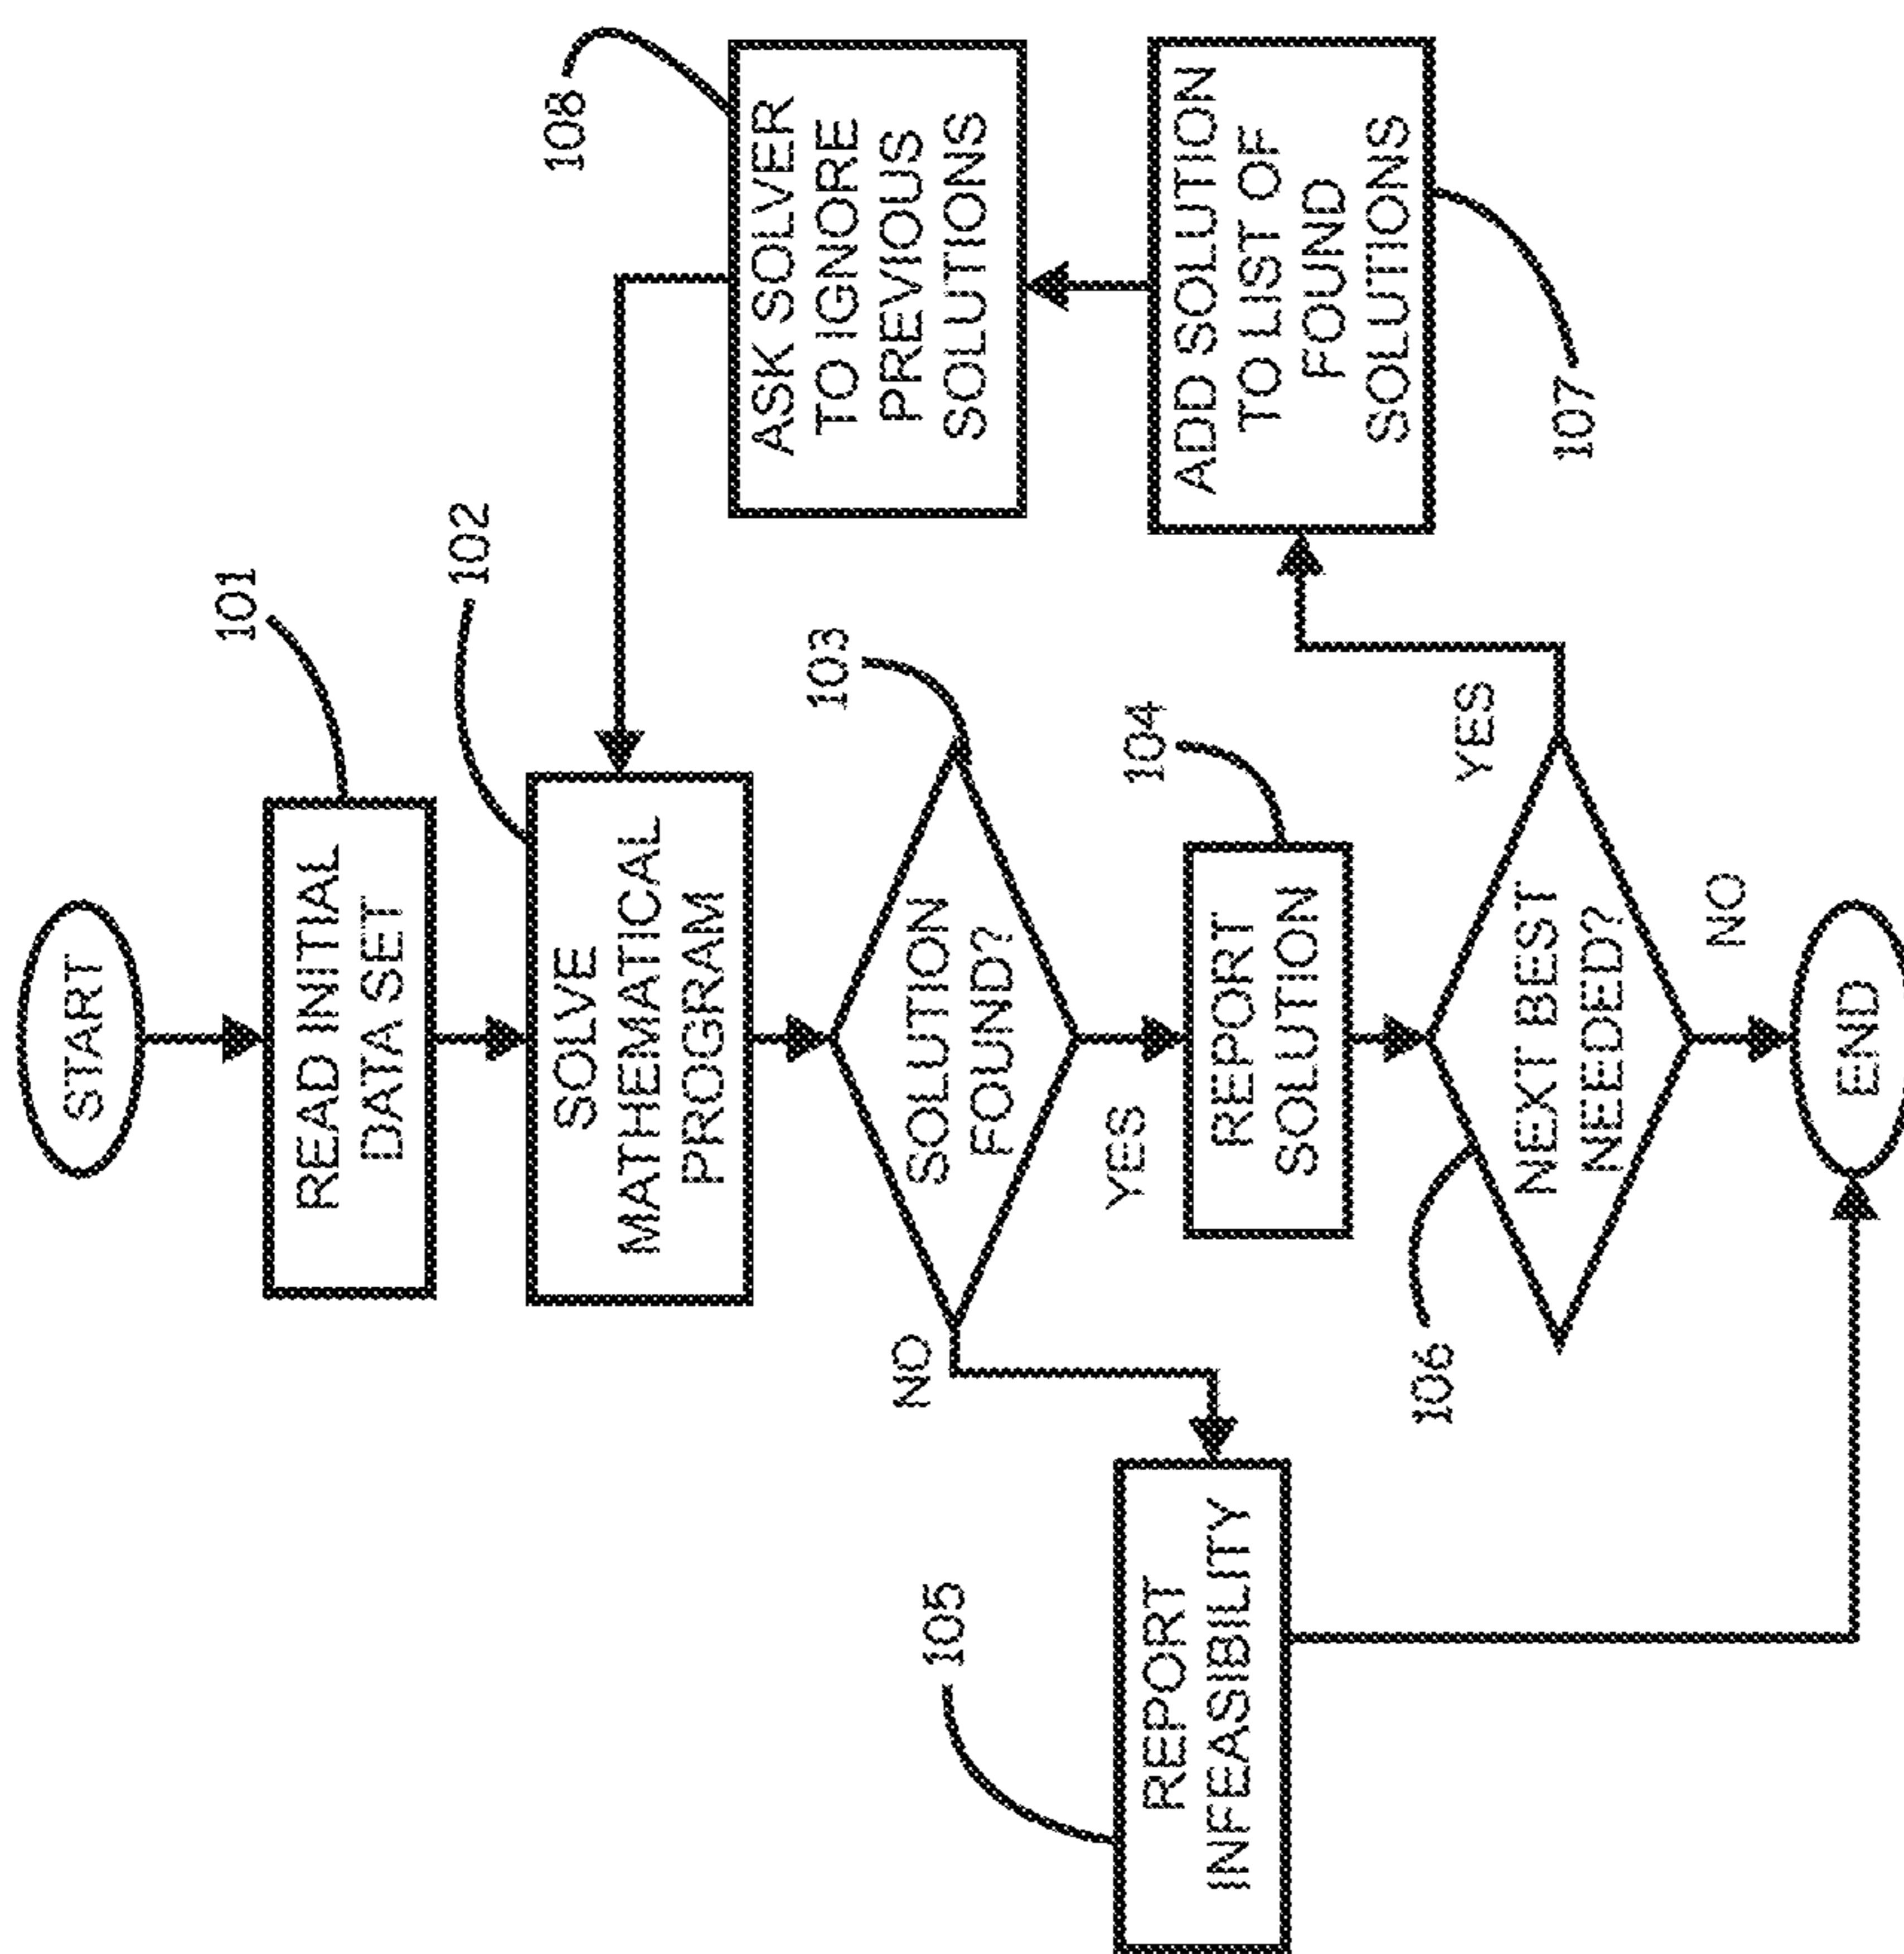 START
101
READ INITIAL
DATA SET
102
SOLVE
MATHEMATICAL
PROGRAM
103
SOLUTION
FOUND?
NO
YES
105
REPORT
INFEASIBILITY
104
REPORT
SOLUTION
106
NEXT BEST
NEEDED?
YES
NO
END
107
ADD SOLUTION
TO LIST OF
FOUND
SOLUTIONS
108
ASK SOLVER
TO IGNORE
PREVIOUS
SOLUTIONS